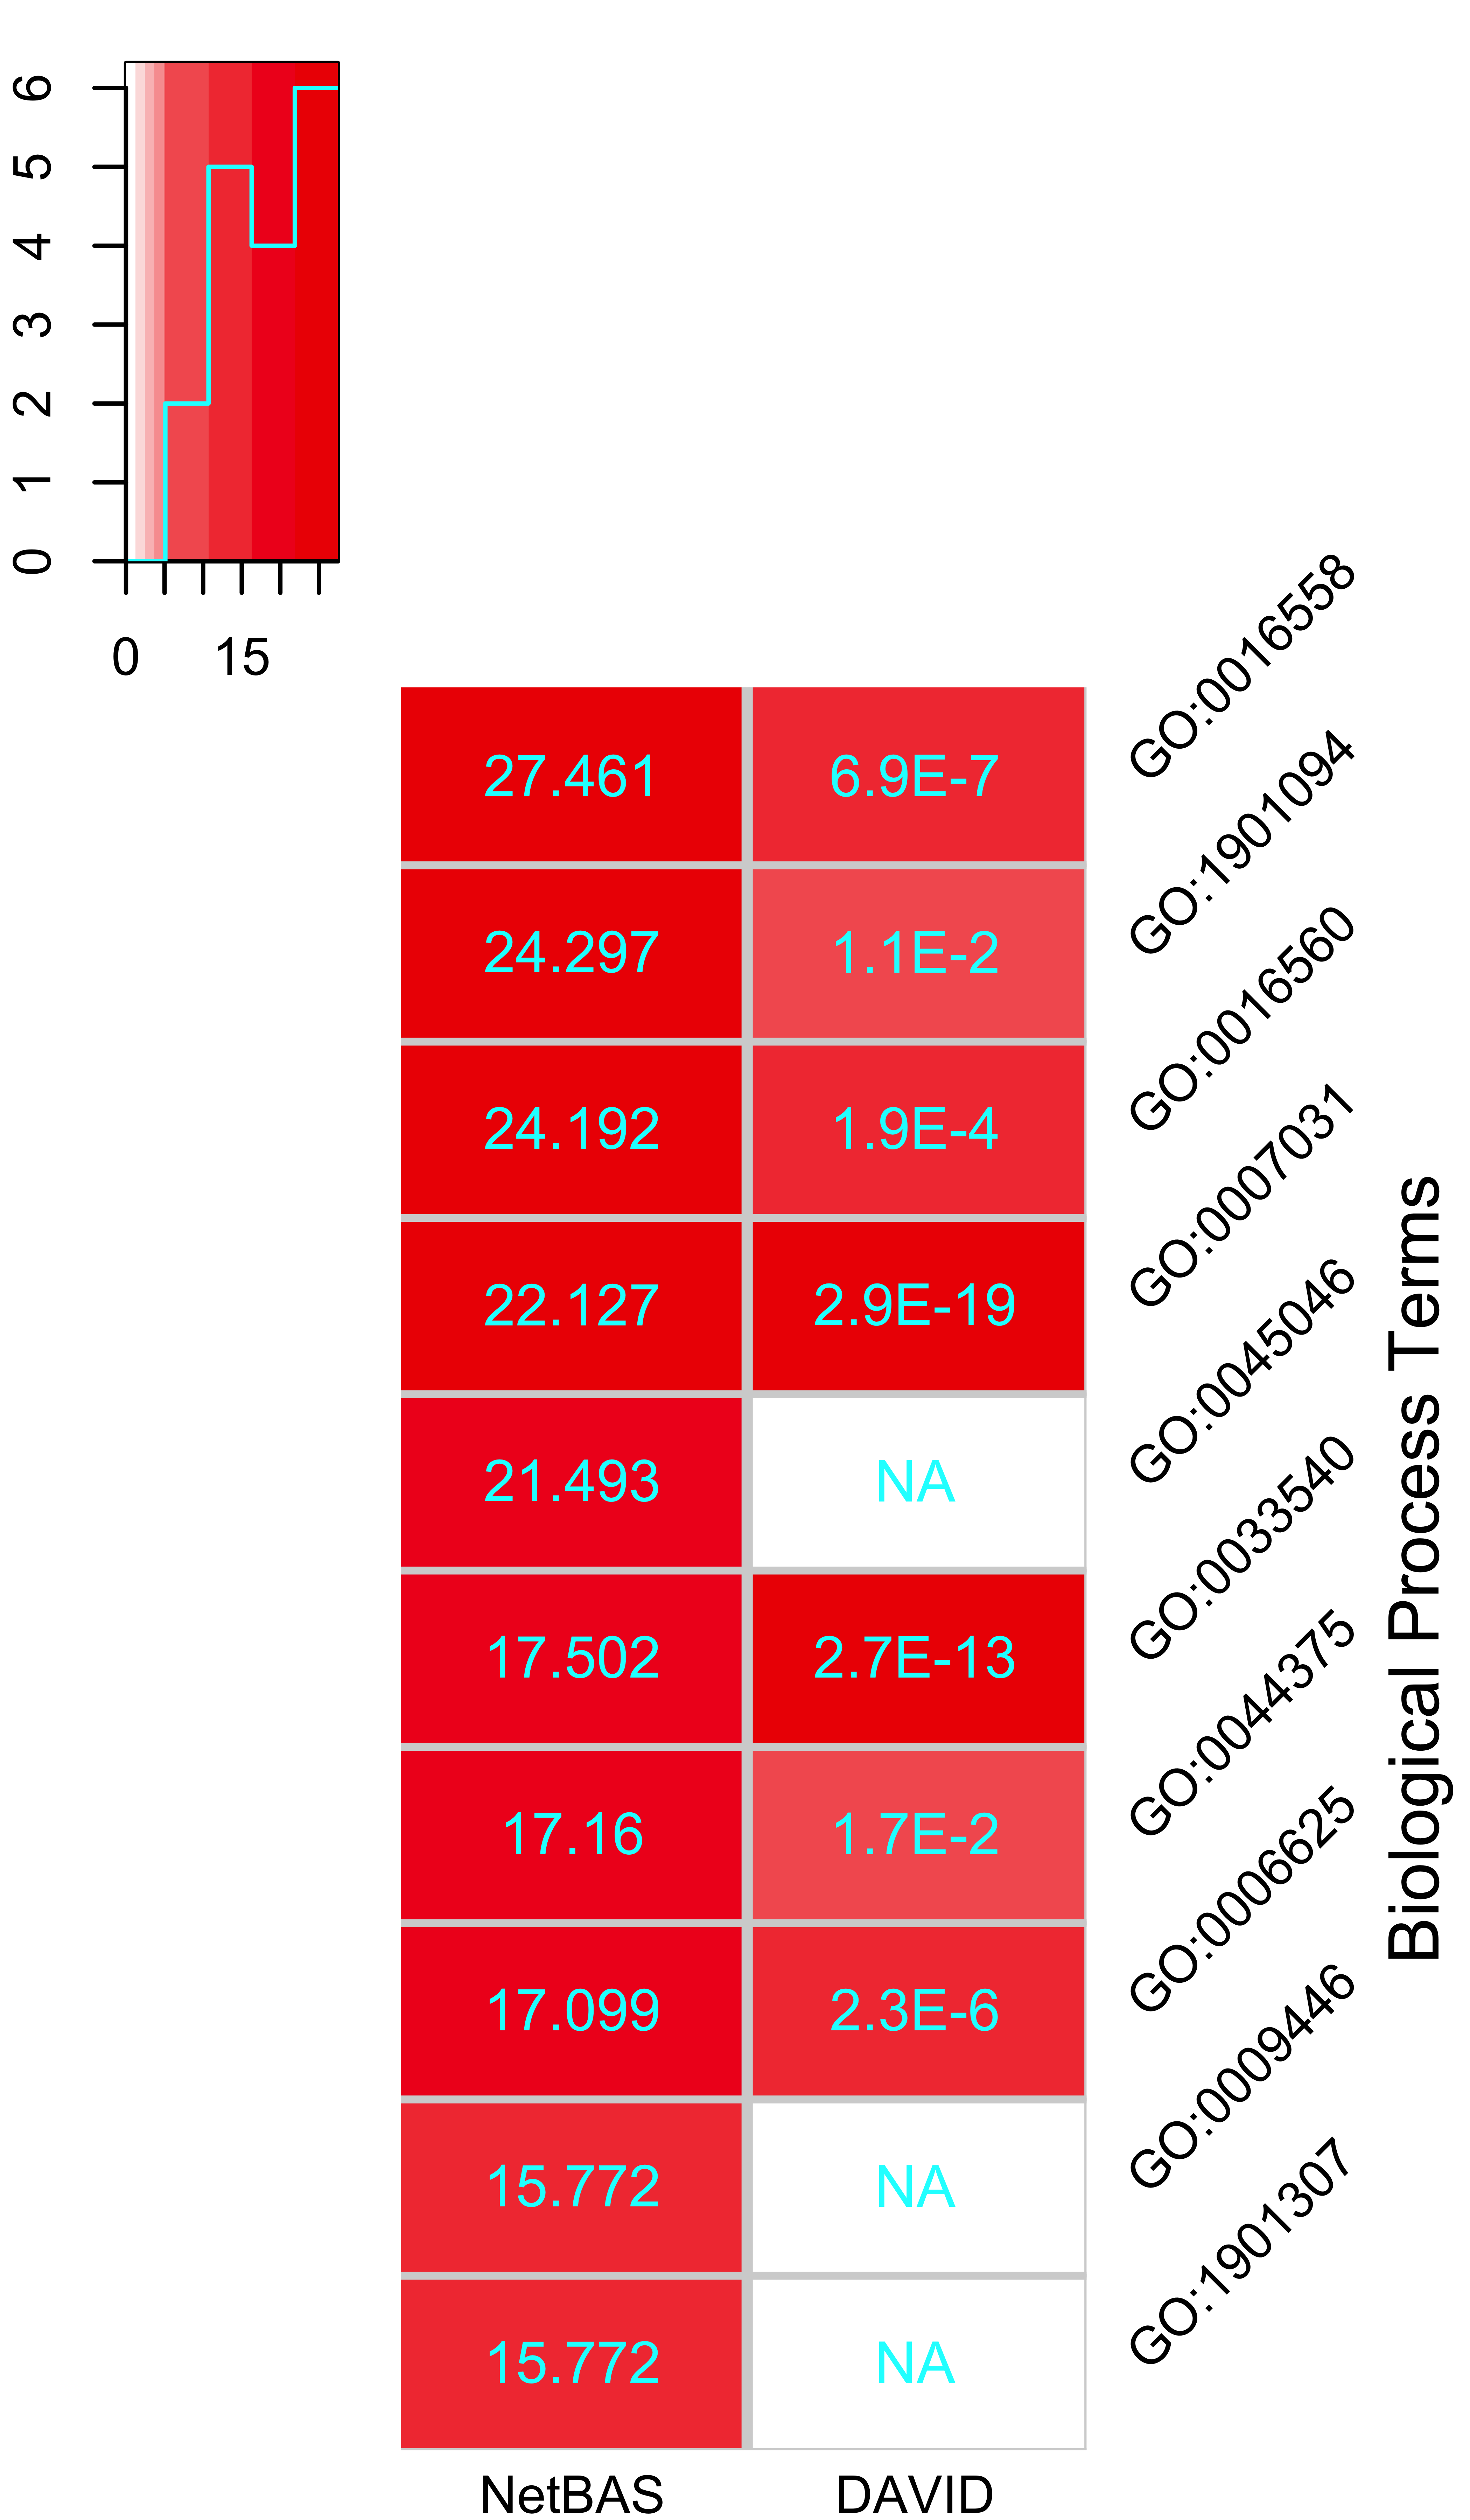 6
5
4
3
2
1
0
0 15
27.461 6.9E-7 GO:0016558
24.297 1.1E-2 GO:1901094
24.192 1.9E-4 GO:0016560
22.127 2.9E-19 GO:0007031
21.493 NA GO:0045046
17.502 2.7E-13 GO:0033540
17.16 1.7E-2 GO:0044375
17.099 2.3E-6 GO:0006625
15.772 NA GO:0009446
15.772 NA GO:1901307
NetBAS DAVID
Biological Process Terms